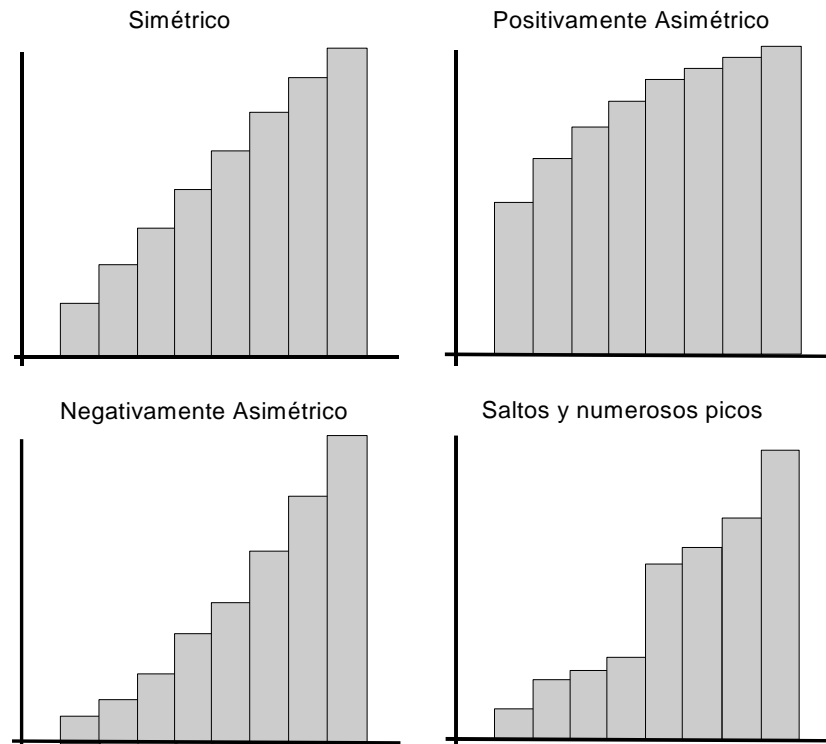 Simétrico
Positivamente Asimétrico
Negativamente Asimétrico
Saltos y numerosos picos